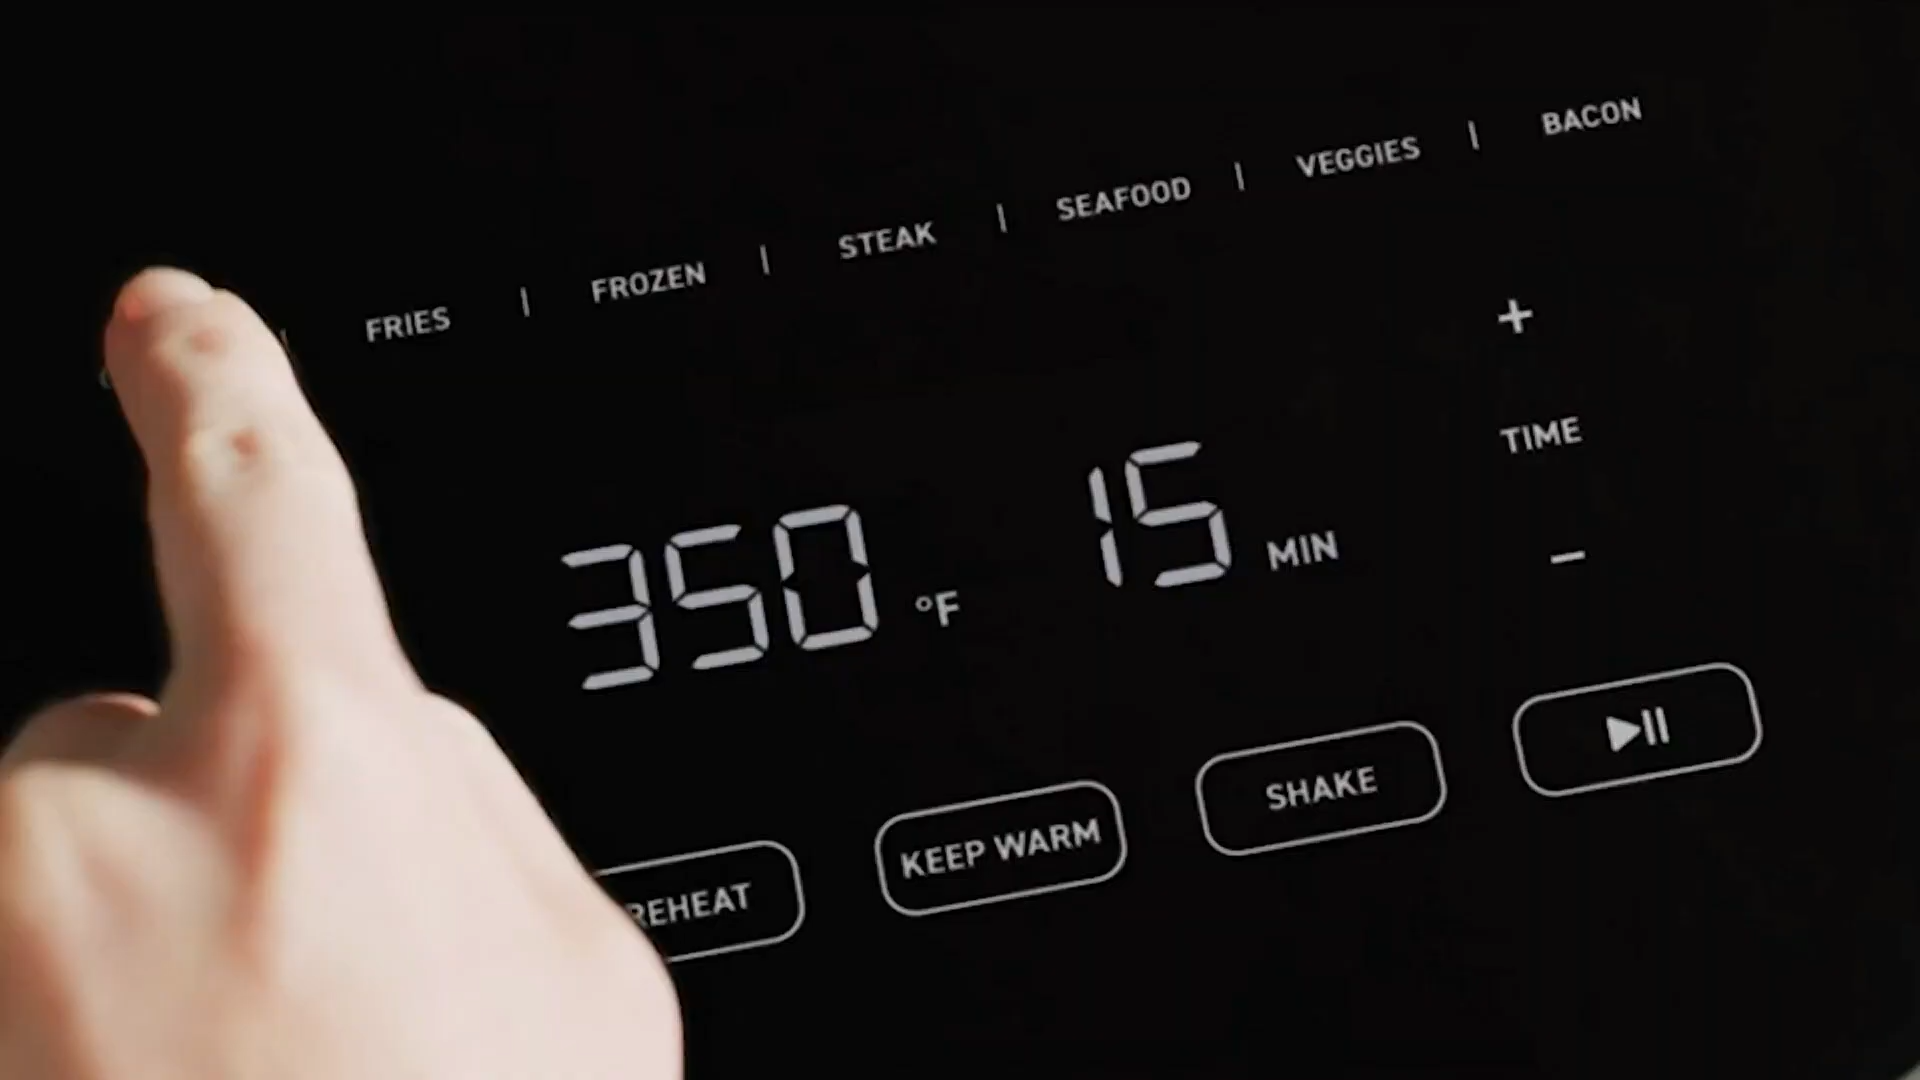 FRIES | FROZEN | STEAK | SEAFOOD | VEGGIES | BACON
+
TIME
350 °F 15 MIN
−
REHEAT KEEP WARM SHAKE